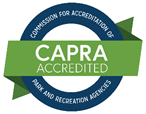 COMMISSION FOR ACCREDITATION OF
CAPRA
ACCREDITED
PARK AND RECREATION AGENCIES